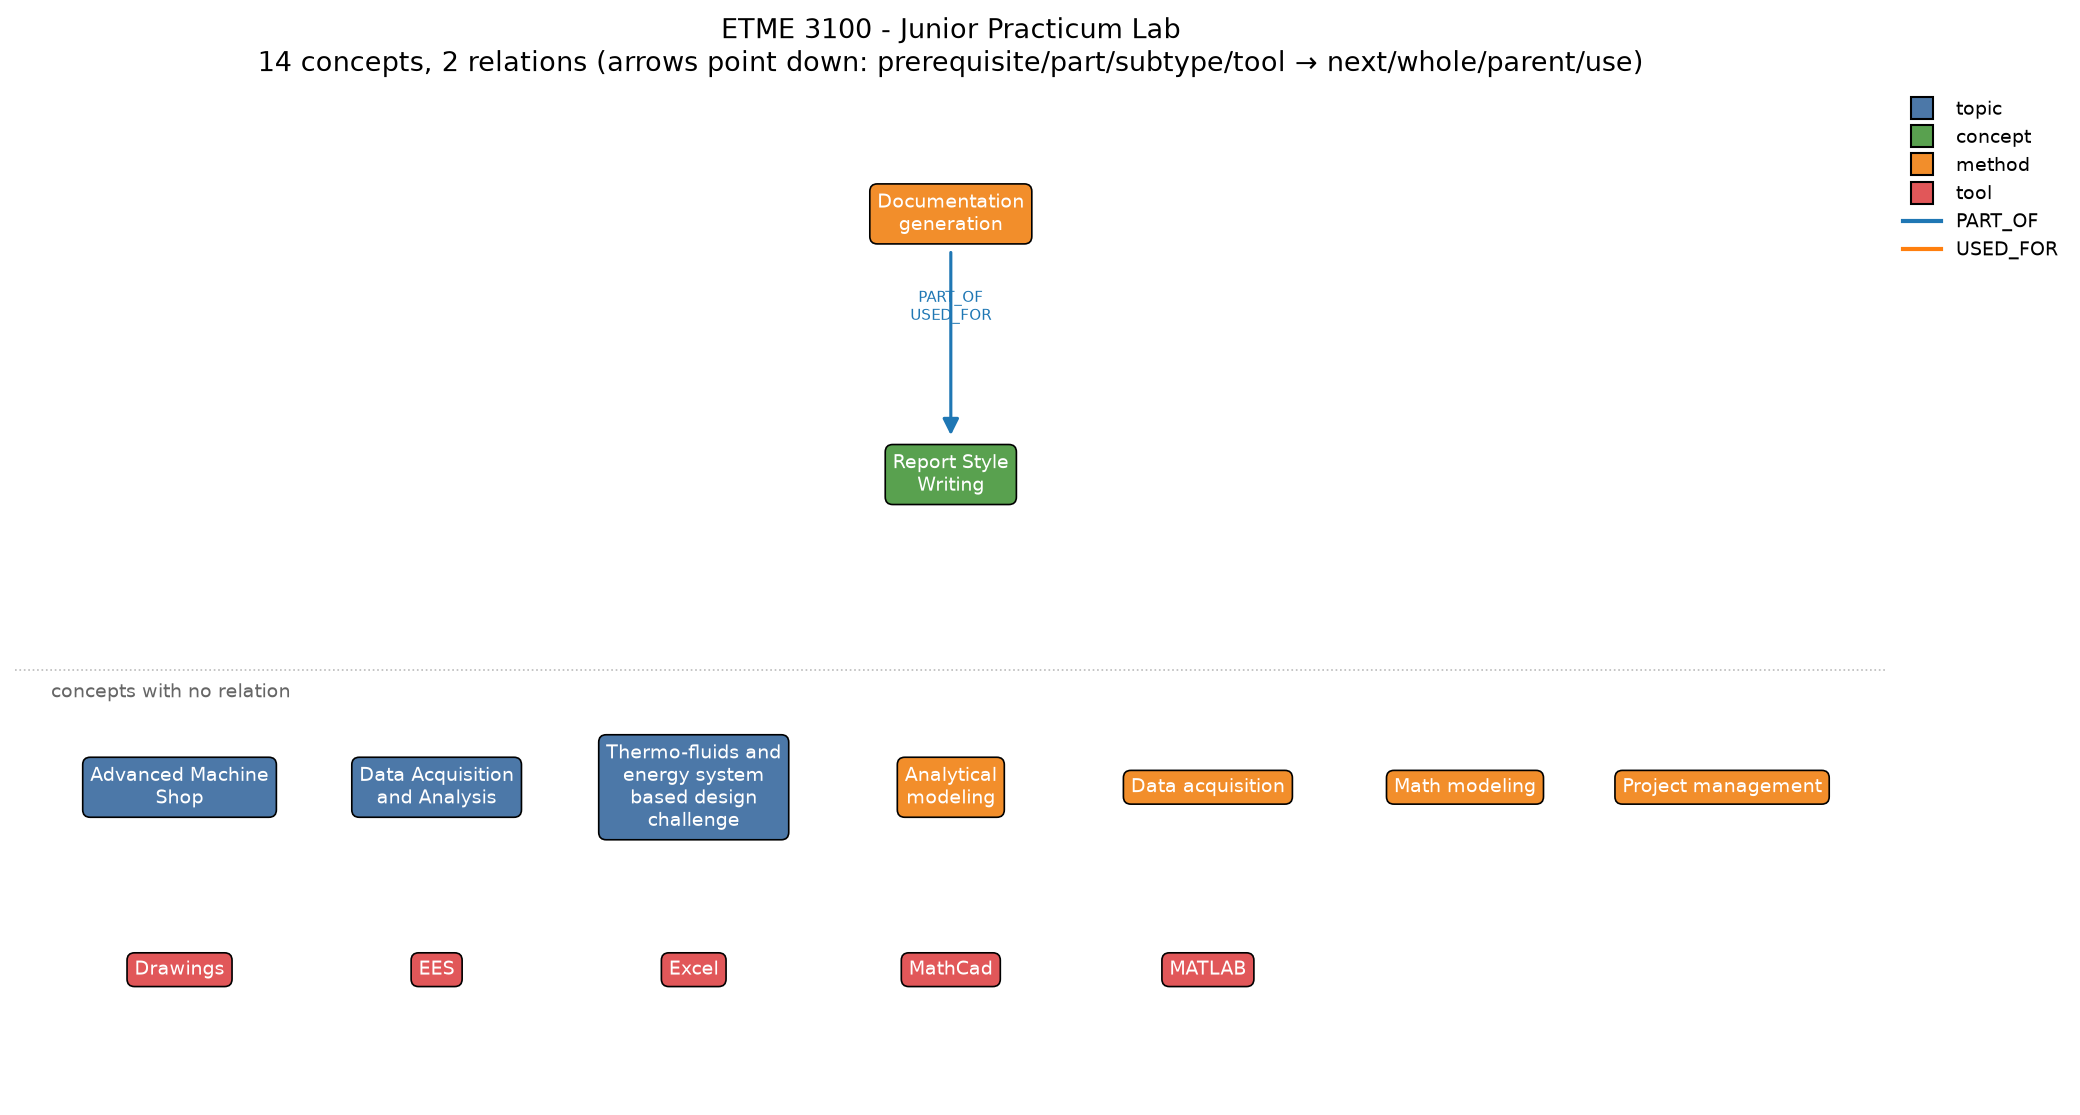 ETME 3100 - Junior Practicum Lab
14 concepts, 2 relations (arrows point down: prerequisite/part/subtype/tool → next/whole/parent/use)
topic
concept
method
tool
PART_OF
USED_FOR
Documentation
generation
PART_OF
USED_FOR
Report Style
Writing
concepts with no relation
Advanced Machine
Shop
Data Acquisition
and Analysis
Thermo-fluids and
energy system
based design
challenge
Analytical
modeling
Data acquisition
Math modeling
Project management
Drawings
EES
Excel
MathCad
MATLAB